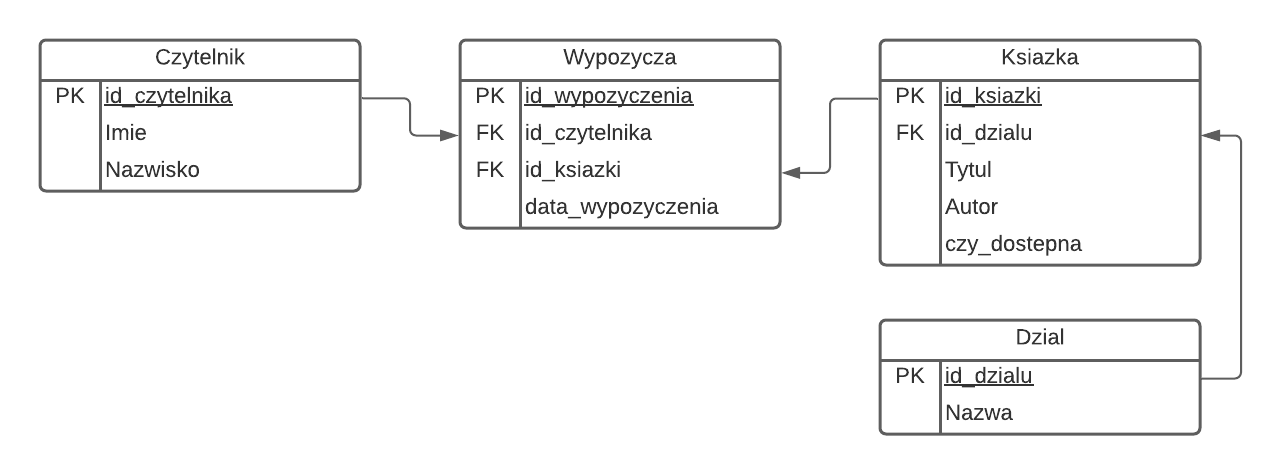 Czytelnik
PK id_czytelnika
Imie
Nazwisko
Wypozycza
PK id_wypozyczenia
FK id_czytelnika
FK id_ksiazki
data_wypozyczenia
Ksiazka
PK id_ksiazki
FK id_dzialu
Tytul
Autor
czy_dostepna
Dzial
PK id_dzialu
Nazwa